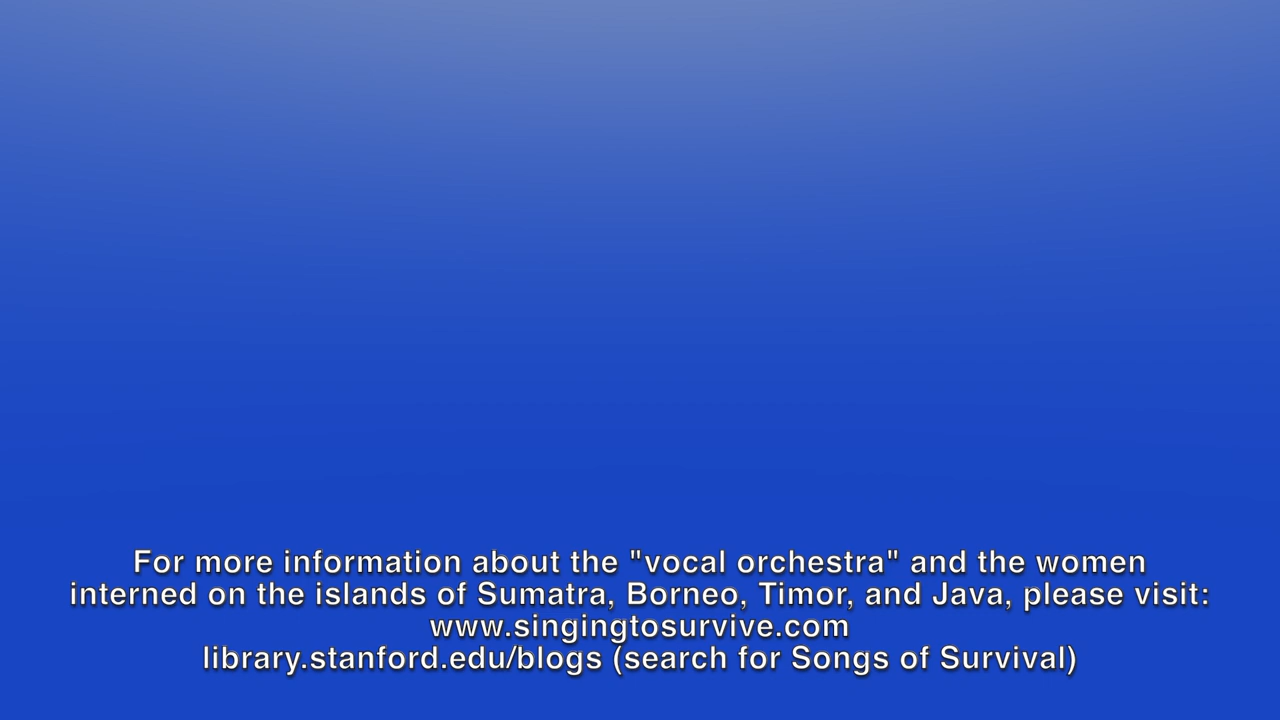 For more information about the "vocal orchestra" and the women
interned on the islands of Sumatra, Borneo, Timor, and Java, please visit:
www.singingtosurvive.com
library.stanford.edu/blogs (search for Songs of Survival)